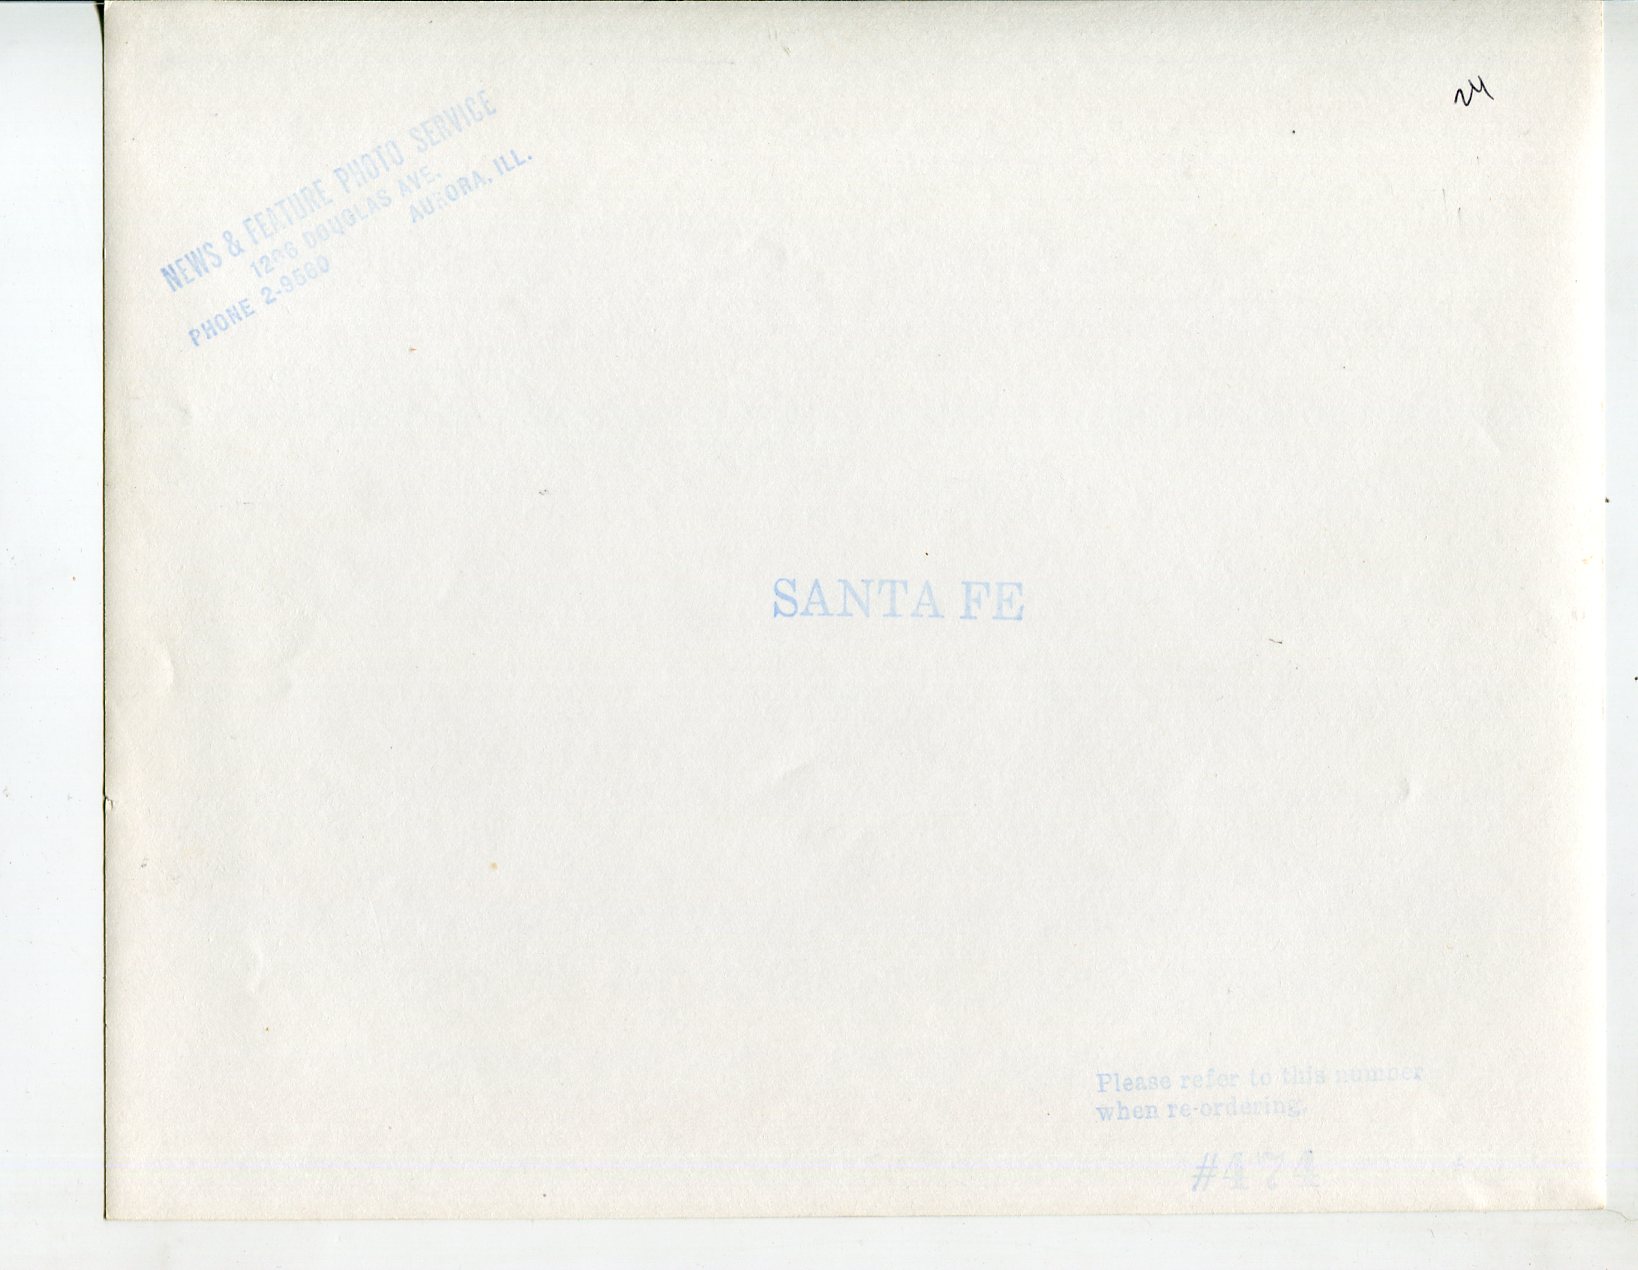 NEWS & FEATURE PHOTO SERVICE
DOUGLAS AVE.
AURORA, ILL.
PHONE 2-9560
24
SANTA FE
Please refer to this number
when re-ordering.
#474